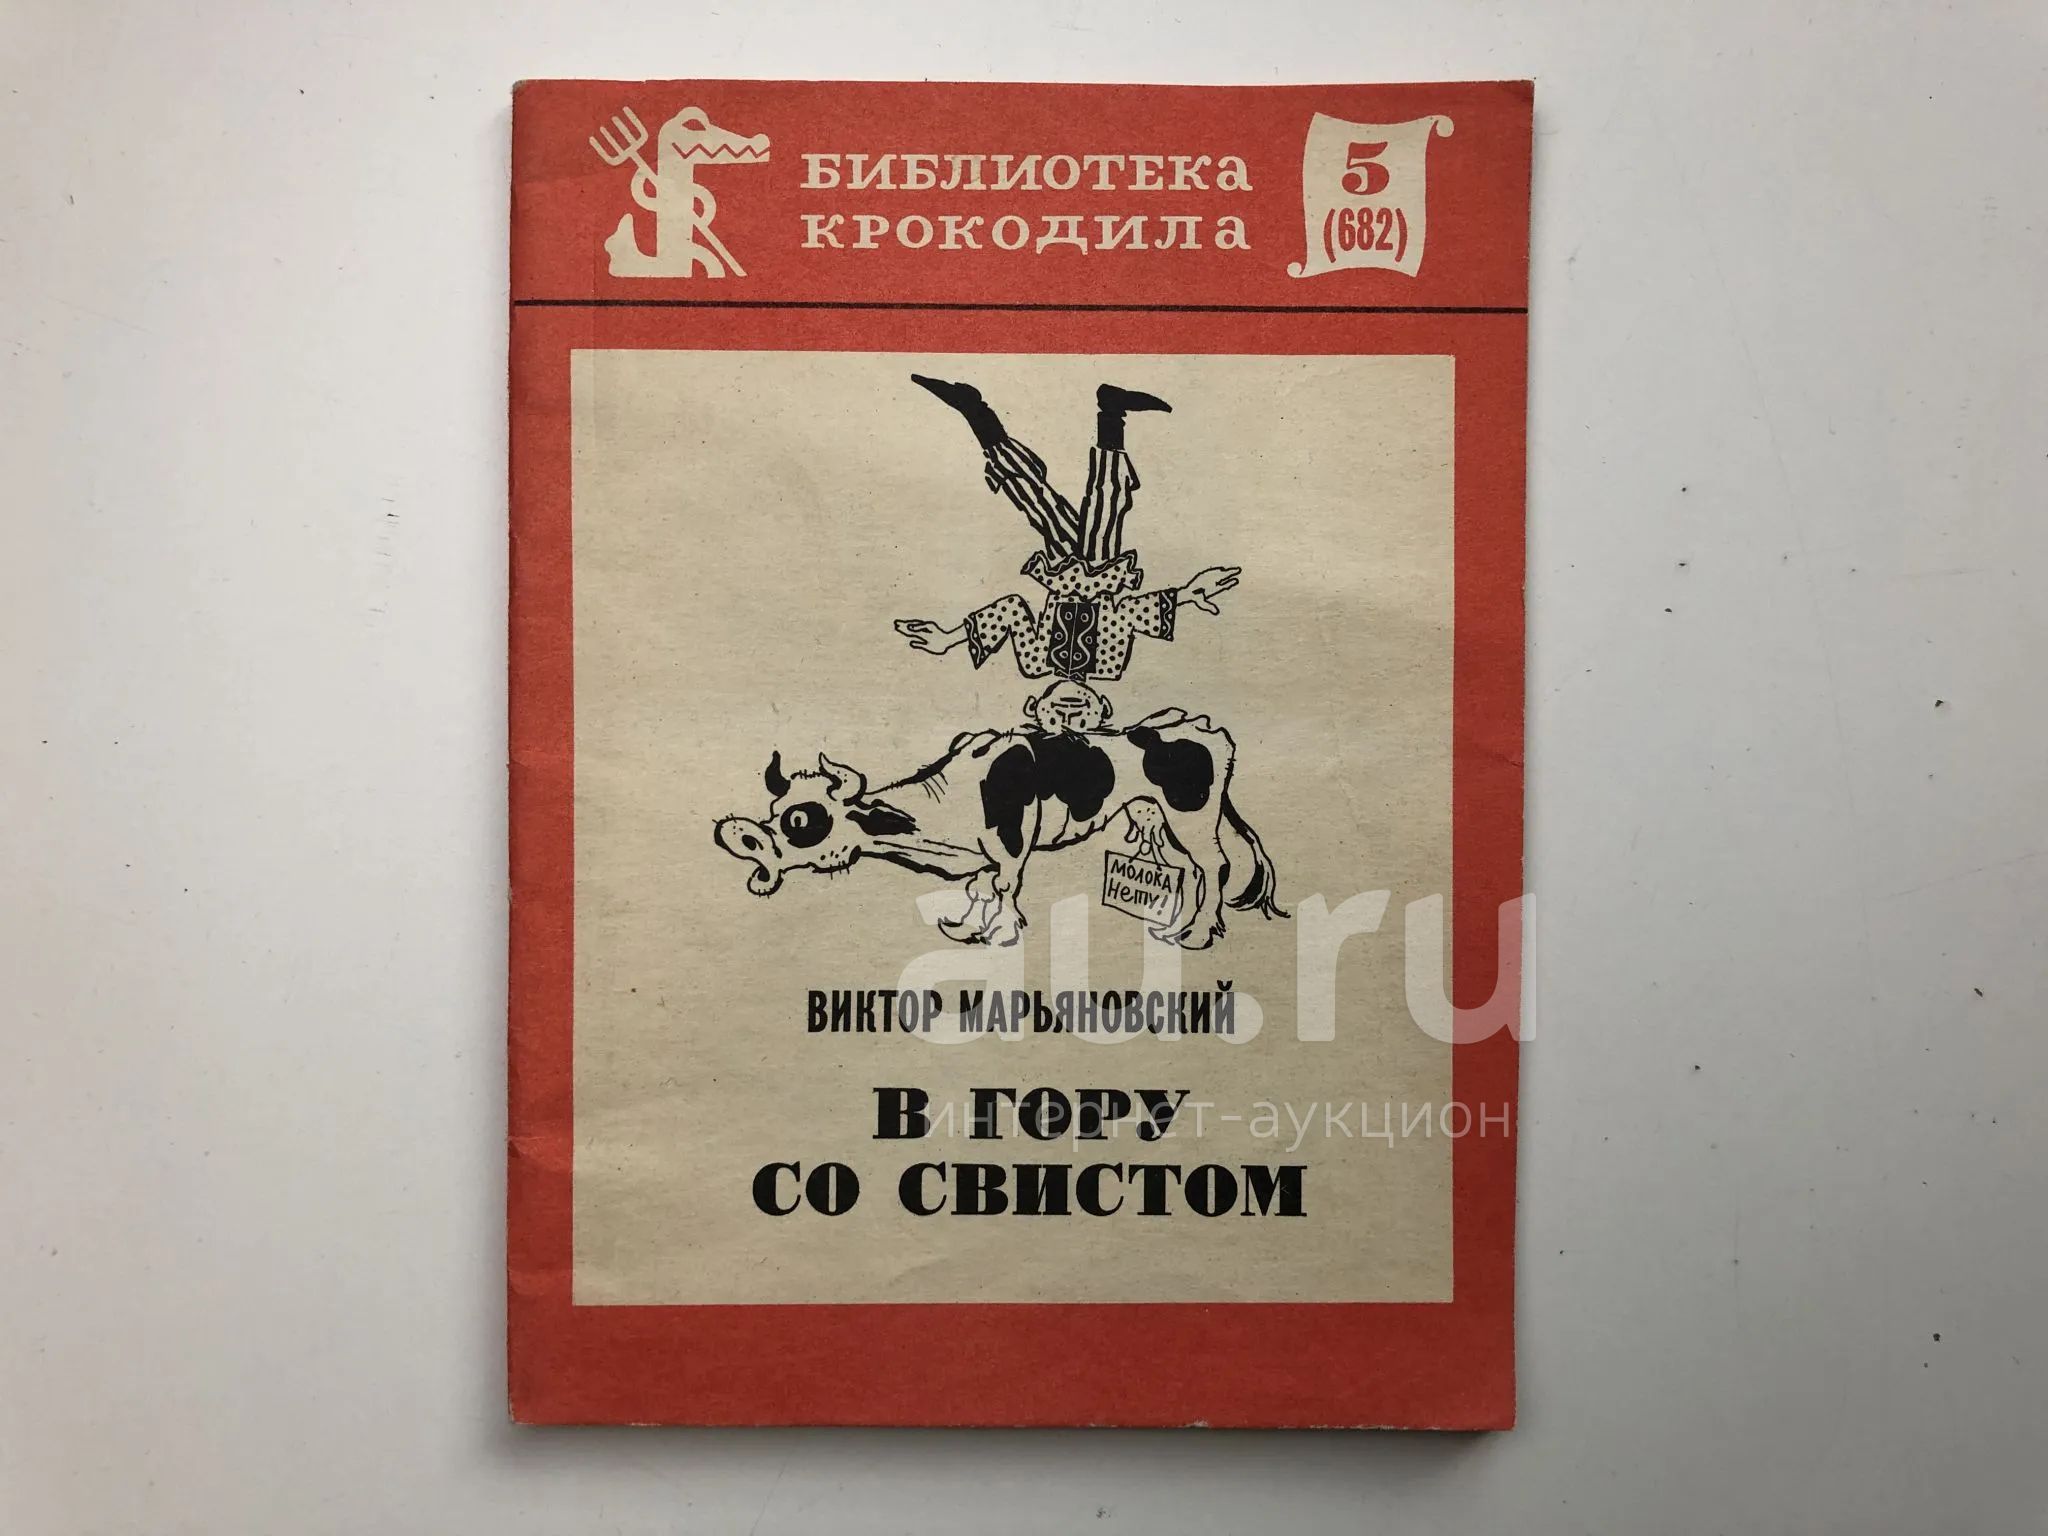 БИБЛИОТЕКА
КРОКОДИЛА
5
(682)
МОЛОКА
НЕТУ!
ВИКТОР МАРЬЯНОВСКИЙ
В ГОРУ
СО СВИСТОМ
au.ru
интернет-аукцион